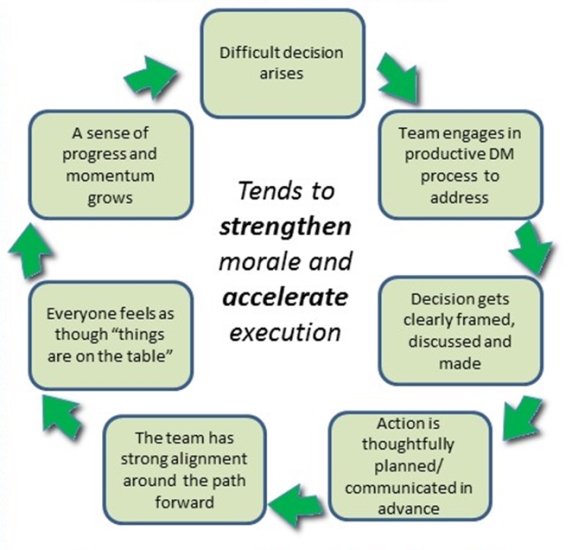 Difficult decision
arises
Team engages in
productive DM
process to
address
Decision gets
clearly framed,
discussed and
made
Action is
thoughtfully
planned/
communicated in
advance
The team has
strong alignment
around the path
forward
Everyone feels as
though “things
are on the table”
A sense of
progress and
momentum
grows
Tends to
strengthen
morale and
accelerate
execution